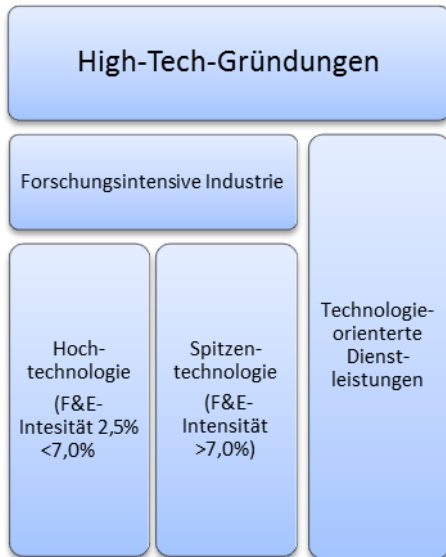 High-Tech-Gründungen
Forschungsintensive Industrie
Hoch-
technologie
(F&E-
Intesität 2,5%
<7,0%
Spitzen-
technologie
(F&E-
Intensität
>7,0%)
Technologie-
orienterte
Dienst-
leistungen